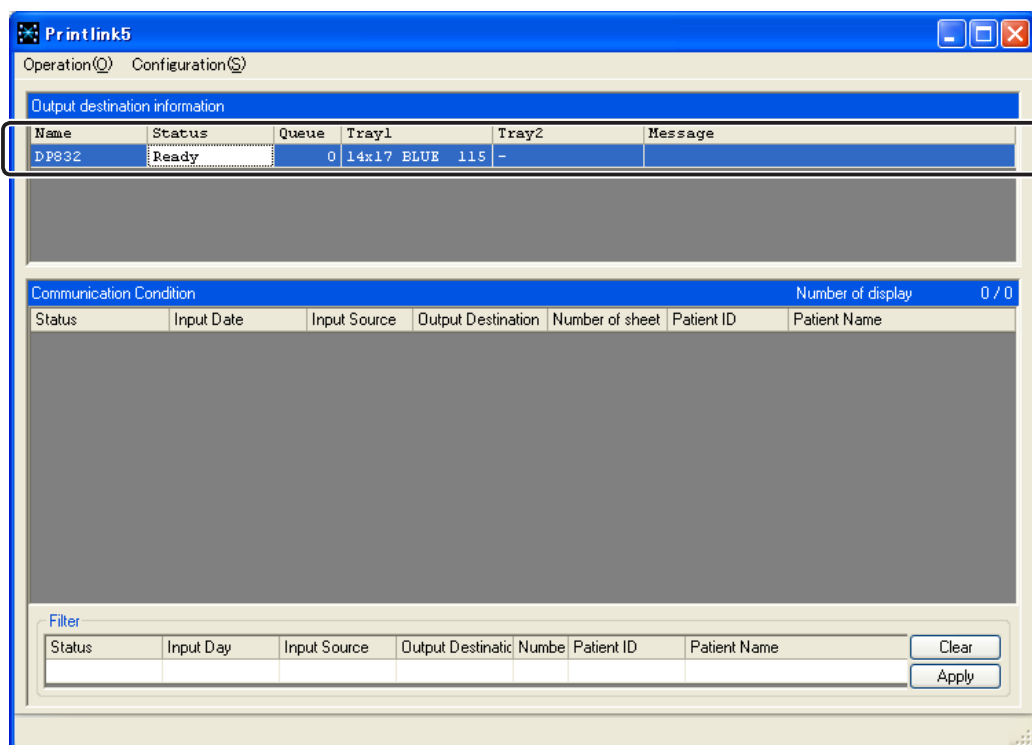 Printlink5
Operation(O) Configuration(S)
Output destination information
Name Status Queue Tray1 Tray2 Message
DP832 Ready 0 14x17 BLUE 115 -
Communication Condition Number of display 0 / 0
Status Input Date Input Source Output Destination Number of sheet Patient ID Patient Name
Filter
Status Input Day Input Source Output Destinatic Numbe Patient ID Patient Name Clear
Apply